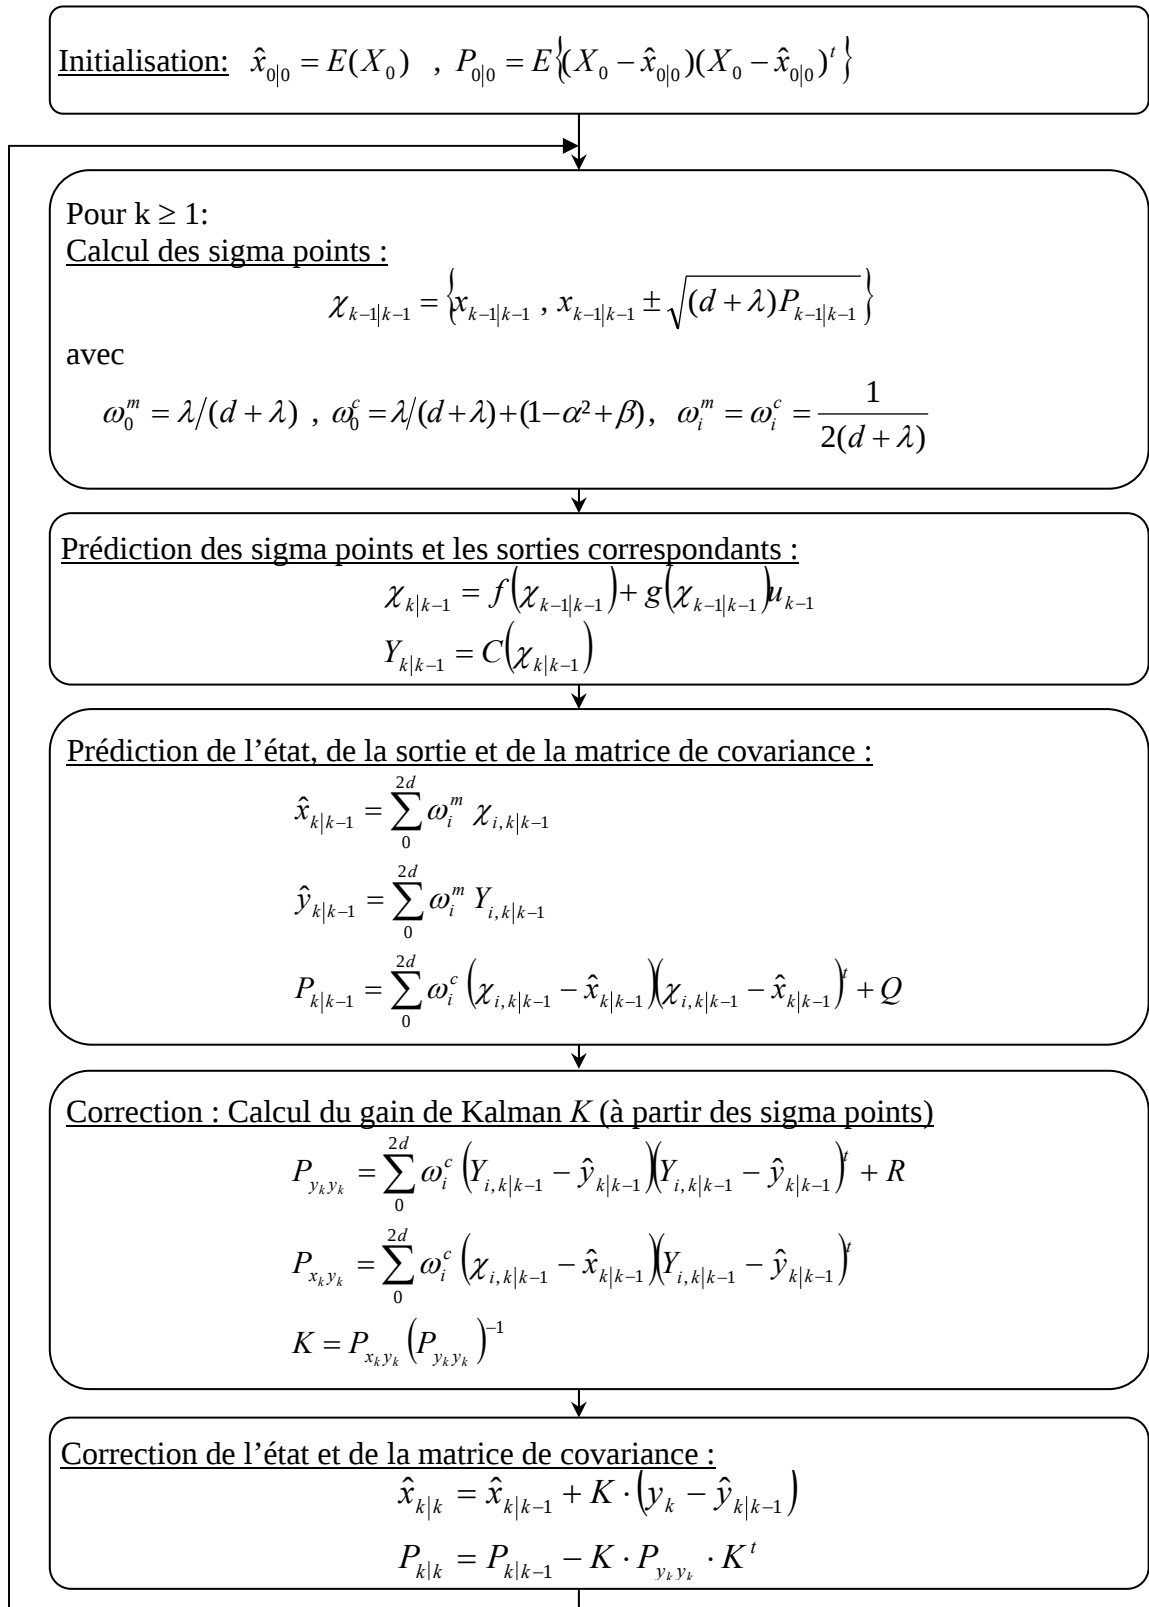 Initialisation: x̂_{0|0} = E(X_0) , P_{0|0} = E{(X_0 − x̂_{0|0})(X_0 − x̂_{0|0})^t}
Pour k ≥ 1:
Calcul des sigma points :
χ_{k−1|k−1} = {x_{k−1|k−1} , x_{k−1|k−1} ± √((d + λ)P_{k−1|k−1})}
avec
ω_0^m = λ/(d + λ) , ω_0^c = λ/(d+λ)+(1−α²+β), ω_i^m = ω_i^c = 1/(2(d + λ))
Prédiction des sigma points et les sorties correspondants :
χ_{k|k−1} = f(χ_{k−1|k−1}) + g(χ_{k−1|k−1})u_{k−1}
Y_{k|k−1} = C(χ_{k|k−1})
Prédiction de l’état, de la sortie et de la matrice de covariance :
x̂_{k|k−1} = ∑_0^{2d} ω_i^m χ_{i,k|k−1}
ŷ_{k|k−1} = ∑_0^{2d} ω_i^m Y_{i,k|k−1}
P_{k|k−1} = ∑_0^{2d} ω_i^c (χ_{i,k|k−1} − x̂_{k|k−1})(χ_{i,k|k−1} − x̂_{k|k−1})^t + Q
Correction : Calcul du gain de Kalman K (à partir des sigma points)
P_{y_k y_k} = ∑_0^{2d} ω_i^c (Y_{i,k|k−1} − ŷ_{k|k−1})(Y_{i,k|k−1} − ŷ_{k|k−1})^t + R
P_{x_k y_k} = ∑_0^{2d} ω_i^c (χ_{i,k|k−1} − x̂_{k|k−1})(Y_{i,k|k−1} − ŷ_{k|k−1})^t
K = P_{x_k y_k} (P_{y_k y_k})^{−1}
Correction de l’état et de la matrice de covariance :
x̂_{k|k} = x̂_{k|k−1} + K · (y_k − ŷ_{k|k−1})
P_{k|k} = P_{k|k−1} − K · P_{y_k y_k} · K^t